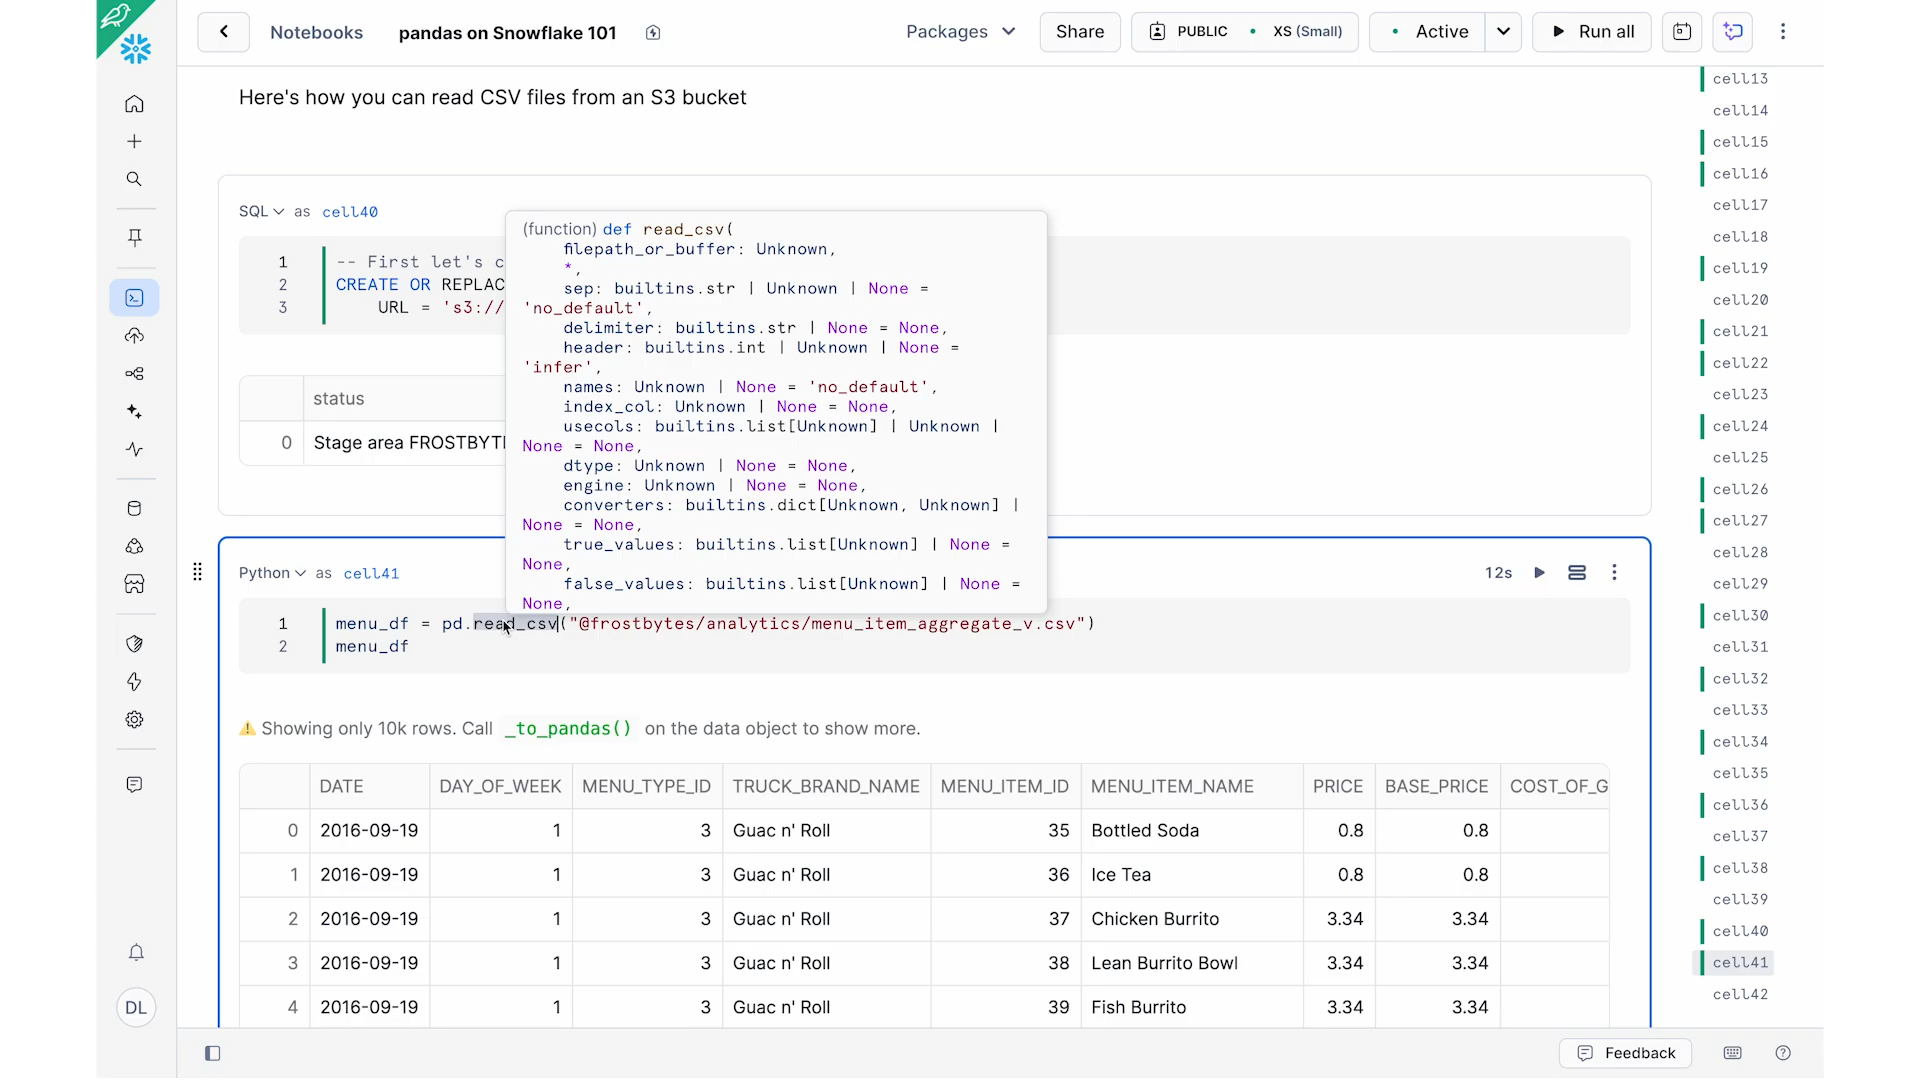 Notebooks
pandas on Snowflake 101
Packages
Share
PUBLIC • XS (Small)
• Active
Run all
Here's how you can read CSV files from an S3 bucket
SQL as cell40
1 -- First let's c
2 CREATE OR REPLAC
3 URL = 's3://
status
0 Stage area FROSTBYT
(function) def read_csv(
filepath_or_buffer: Unknown,
*,
sep: builtins.str | Unknown | None =
'no_default',
delimiter: builtins.str | None = None,
header: builtins.int | Unknown | None =
'infer',
names: Unknown | None = 'no_default',
index_col: Unknown | None = None,
usecols: builtins.list[Unknown] | Unknown |
None = None,
dtype: Unknown | None = None,
engine: Unknown | None = None,
converters: builtins.dict[Unknown, Unknown] |
None = None,
true_values: builtins.list[Unknown] | None =
None,
false_values: builtins.list[Unknown] | None =
None,
Python as cell41
12s
1 menu_df = pd.read_csv("@frostbytes/analytics/menu_item_aggregate_v.csv")
2 menu_df
Showing only 10k rows. Call _to_pandas() on the data object to show more.
DATE DAY_OF_WEEK MENU_TYPE_ID TRUCK_BRAND_NAME MENU_ITEM_ID MENU_ITEM_NAME PRICE BASE_PRICE COST_OF_G
0 2016-09-19 1 3 Guac n' Roll 35 Bottled Soda 0.8 0.8
1 2016-09-19 1 3 Guac n' Roll 36 Ice Tea 0.8 0.8
2 2016-09-19 1 3 Guac n' Roll 37 Chicken Burrito 3.34 3.34
3 2016-09-19 1 3 Guac n' Roll 38 Lean Burrito Bowl 3.34 3.34
4 2016-09-19 1 3 Guac n' Roll 39 Fish Burrito 3.34 3.34
cell13
cell14
cell15
cell16
cell17
cell18
cell19
cell20
cell21
cell22
cell23
cell24
cell25
cell26
cell27
cell28
cell29
cell30
cell31
cell32
cell33
cell34
cell35
cell36
cell37
cell38
cell39
cell40
cell41
cell42
DL
Feedback